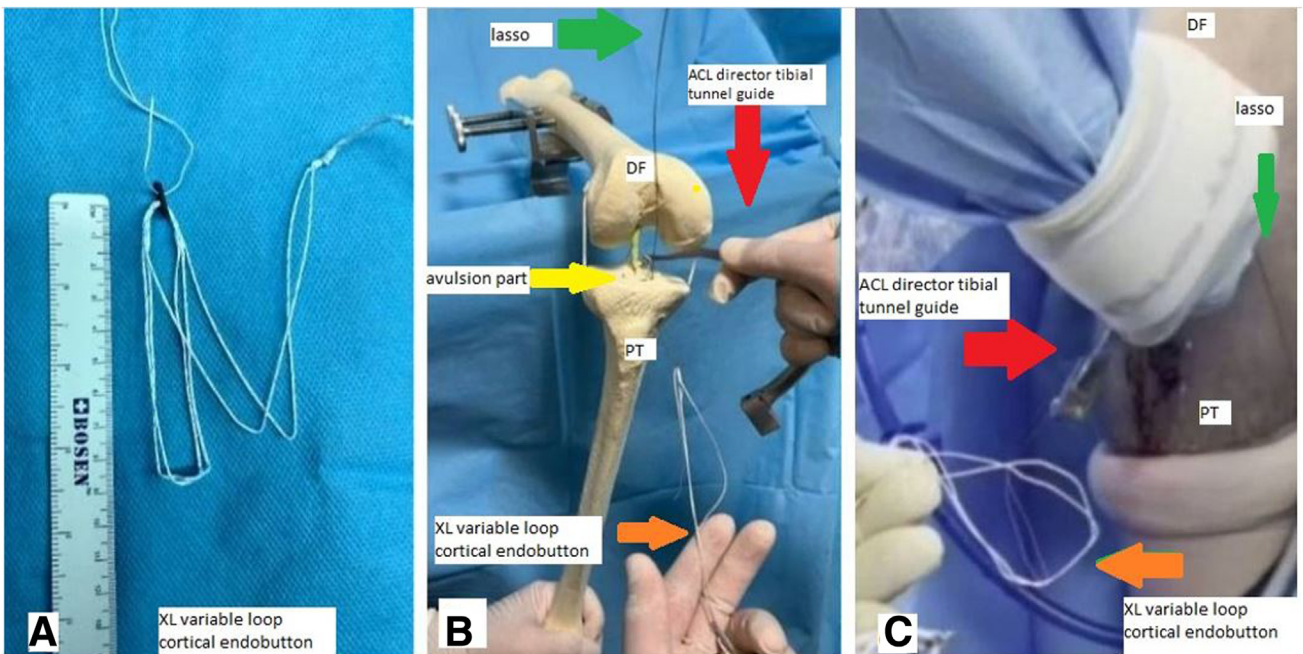 BOSEN
XL variable loop
cortical endobutton
A
lasso
ACL director tibial
tunnel guide
DF
avulsion part
PT
XL variable loop
cortical endobutton
B
DF
lasso
ACL director tibial
tunnel guide
PT
XL variable loop
cortical endobutton
C